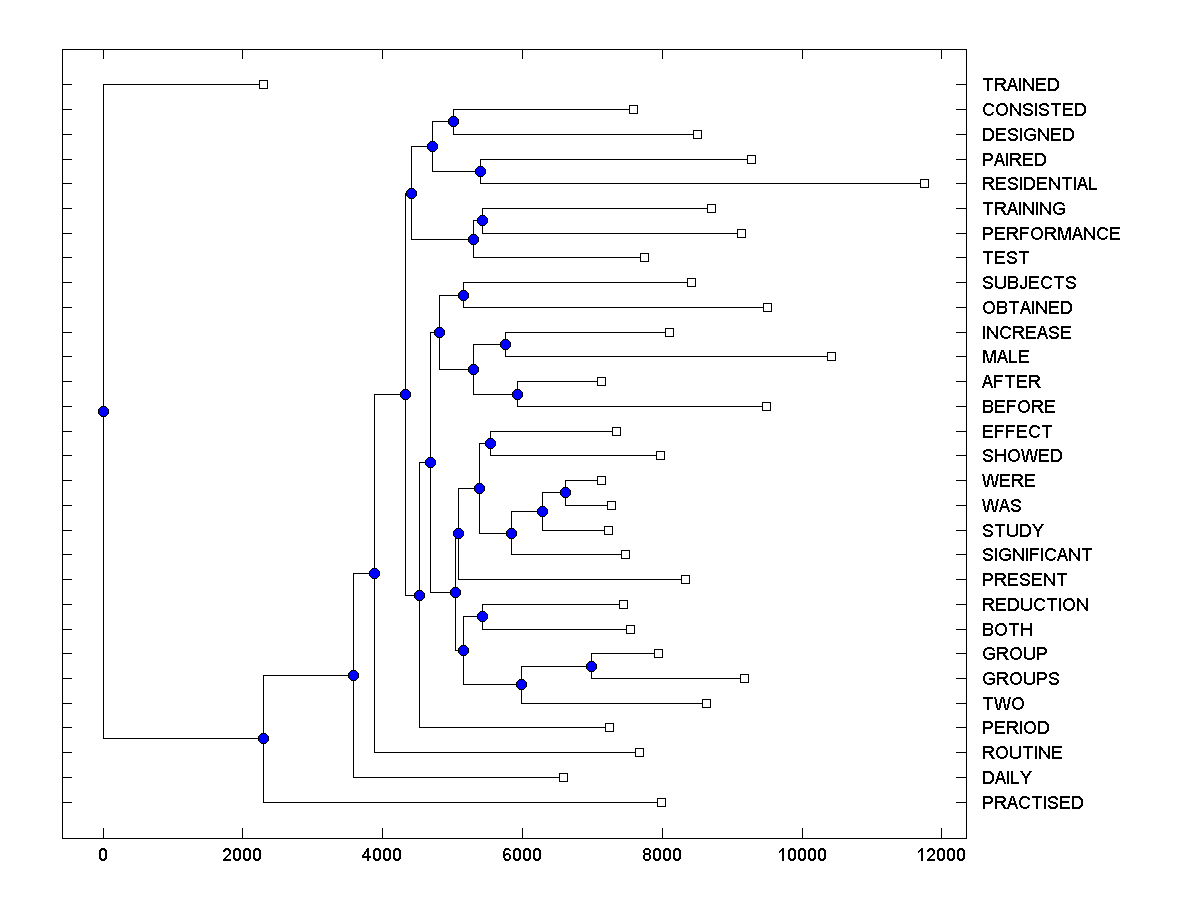 TRAINED
CONSISTED
DESIGNED
PAIRED
RESIDENTIAL
TRAINING
PERFORMANCE
TEST
SUBJECTS
OBTAINED
INCREASE
MALE
AFTER
BEFORE
EFFECT
SHOWED
WERE
WAS
STUDY
SIGNIFICANT
PRESENT
REDUCTION
BOTH
GROUP
GROUPS
TWO
PERIOD
ROUTINE
DAILY
PRACTISED
0 2000 4000 6000 8000 10000 12000